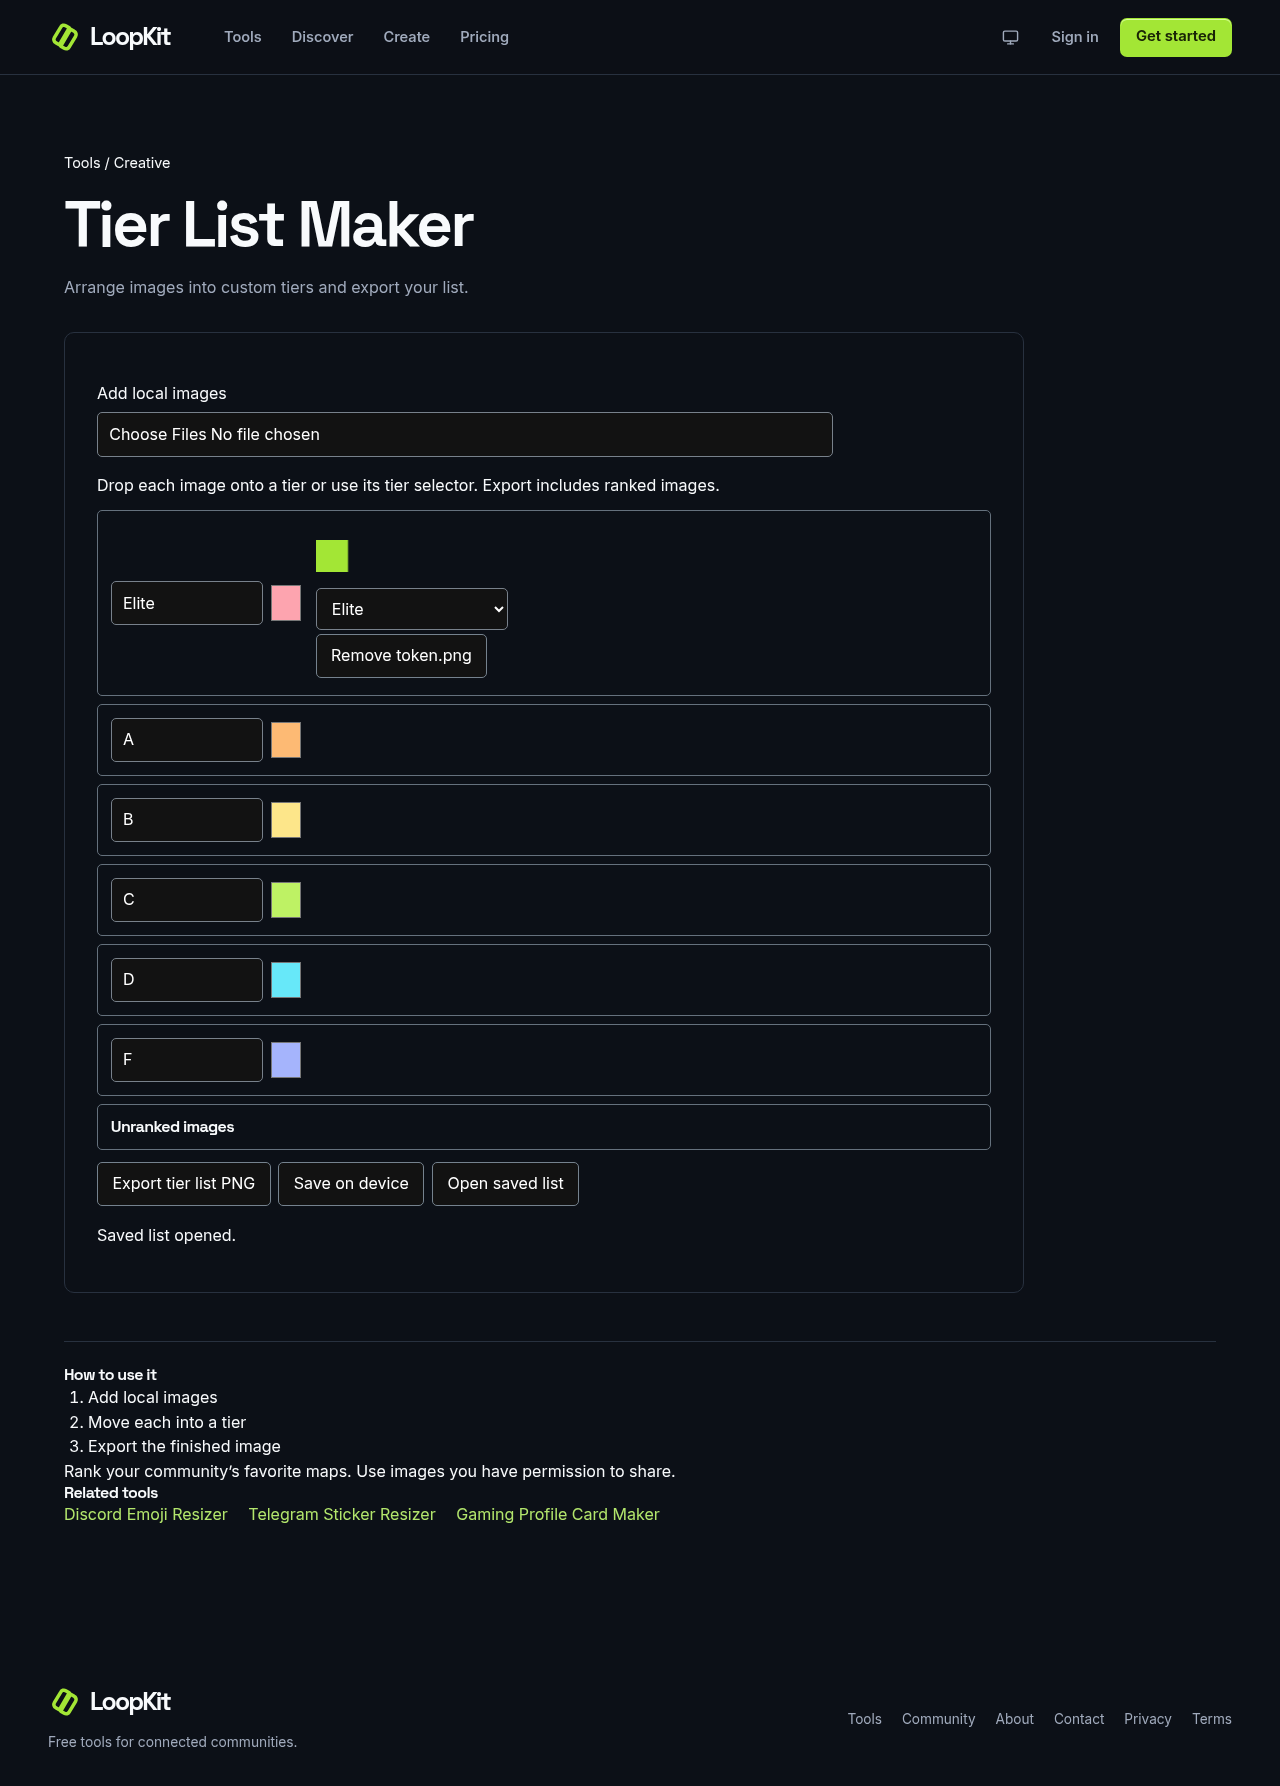 LoopKit
Tools Discover Create Pricing Sign in Get started
Tools / Creative
Tier List Maker
Arrange images into custom tiers and export your list.
Add local images
Choose Files No file chosen
Drop each image onto a tier or use its tier selector. Export includes ranked images.
Elite
Elite
Remove token.png
A
B
C
D
F
Unranked images
Export tier list PNG Save on device Open saved list
Saved list opened.
How to use it
1. Add local images
2. Move each into a tier
3. Export the finished image
Rank your community’s favorite maps. Use images you have permission to share.
Related tools
Discord Emoji Resizer Telegram Sticker Resizer Gaming Profile Card Maker
LoopKit
Free tools for connected communities.
Tools Community About Contact Privacy Terms